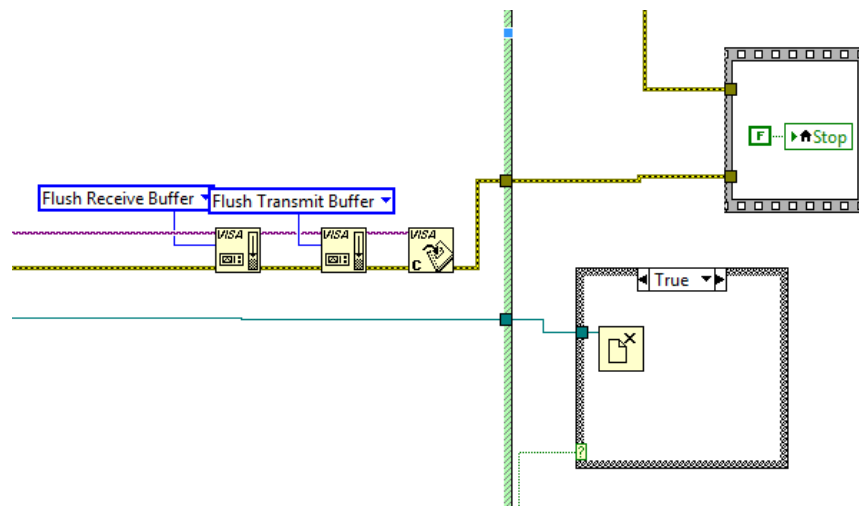 F
Stop
Flush Receive Buffer
Flush Transmit Buffer
VISA
VISA
VISA
C
True
?